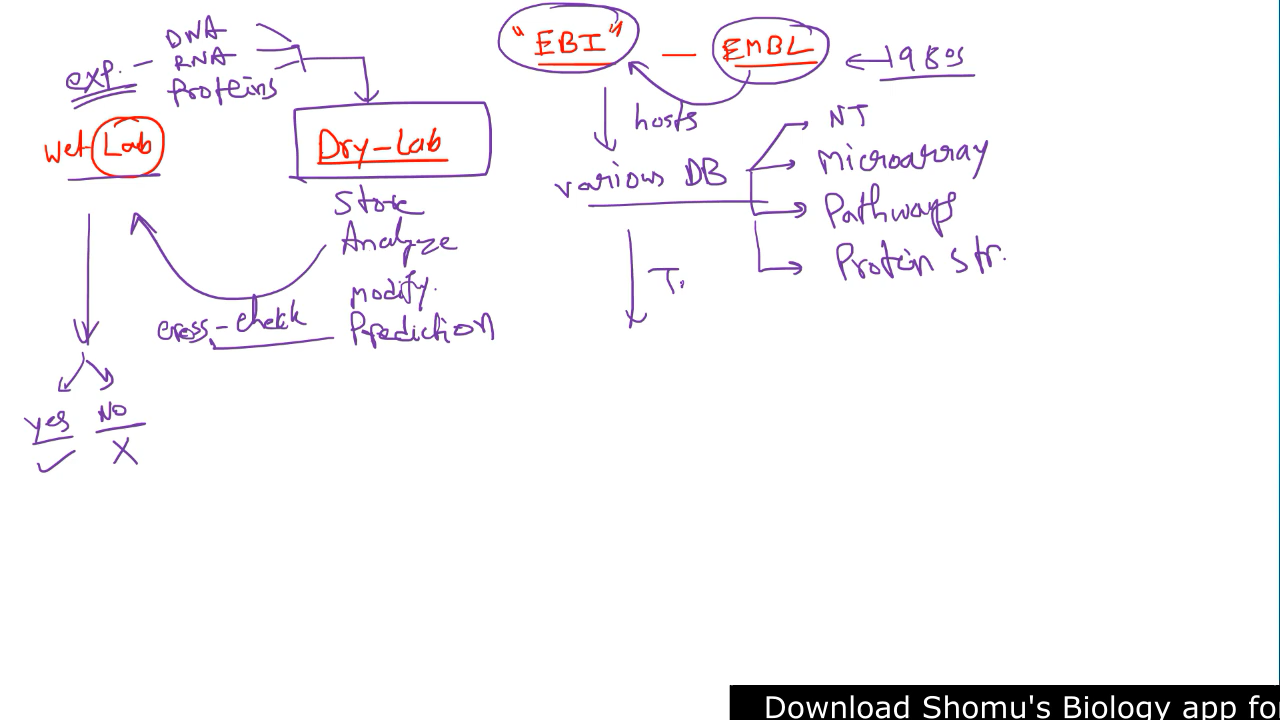 exp. - DNA
RNA
Proteins
wet Lab
Dry-Lab
Store
Analyze
modify.
Prediction
cross-check
Yes No
✓ X
"EBI" - EMBL ← 1980s
hosts
various DB
NT
Microarray
Pathways
Protein str.
T.
Download Shomu's Biology app fo